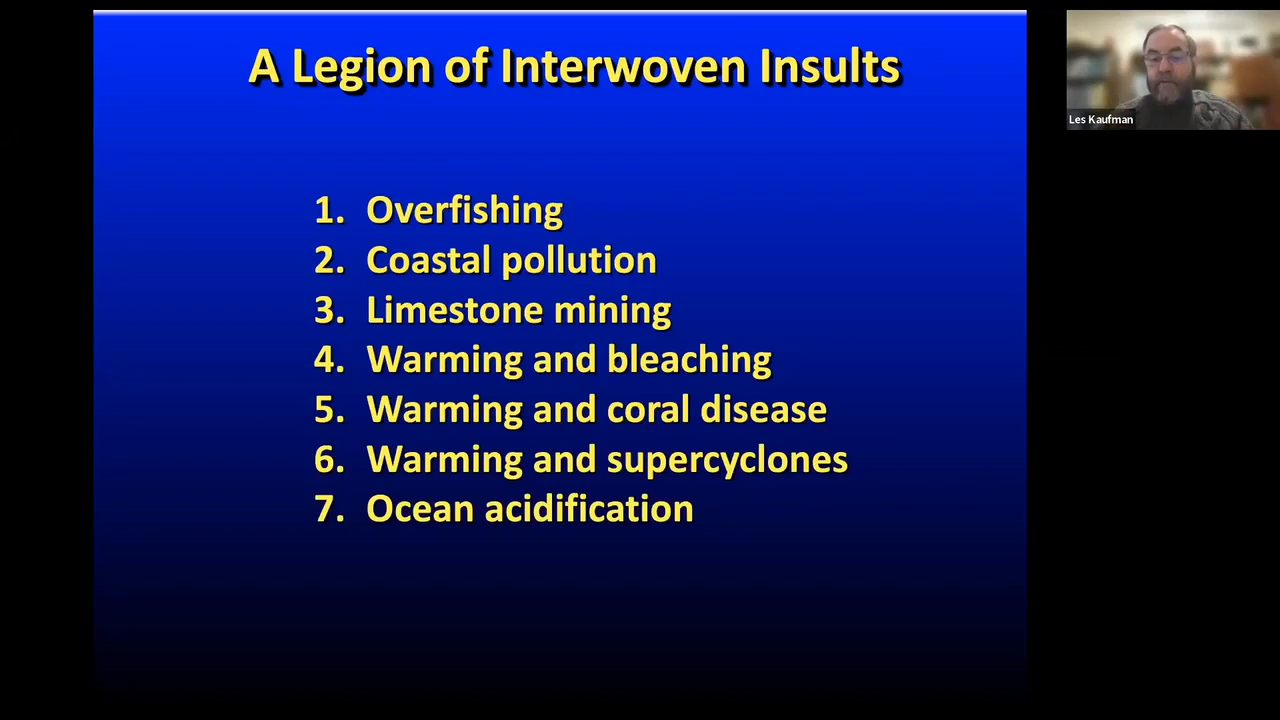 A Legion of Interwoven Insults
1. Overfishing
2. Coastal pollution
3. Limestone mining
4. Warming and bleaching
5. Warming and coral disease
6. Warming and supercyclones
7. Ocean acidification
Les Kaufman